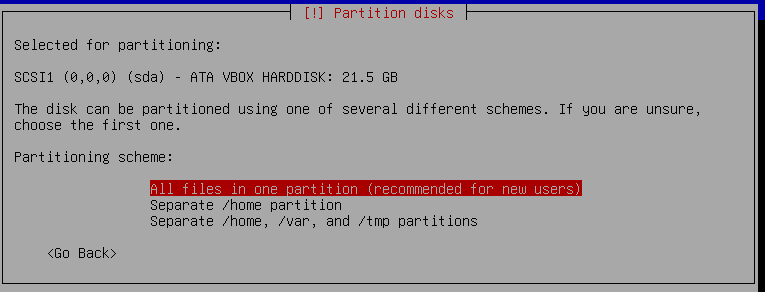 [!] Partition disks
Selected for partitioning:
SCSI1 (0,0,0) (sda) - ATA VBOX HARDDISK: 21.5 GB
The disk can be partitioned using one of several different schemes. If you are unsure,
choose the first one.
Partitioning scheme:
All files in one partition (recommended for new users)
Separate /home partition
Separate /home, /var, and /tmp partitions
<Go Back>